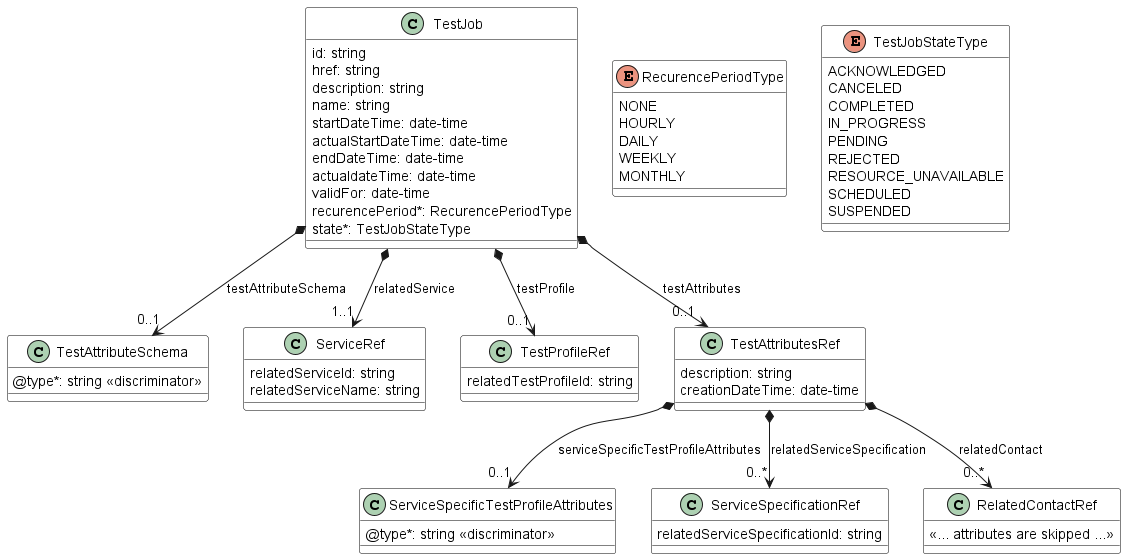 C TestJob
id: string
href: string
description: string
name: string
startDateTime: date-time
actualStartDateTime: date-time
endDateTime: date-time
actualdateTime: date-time
validFor: date-time
recurencePeriod*: RecurencePeriodType
state*: TestJobStateType
E RecurencePeriodType
NONE
HOURLY
DAILY
WEEKLY
MONTHLY
E TestJobStateType
ACKNOWLEDGED
CANCELED
COMPLETED
IN_PROGRESS
PENDING
REJECTED
RESOURCE_UNAVAILABLE
SCHEDULED
SUSPENDED
testAttributeSchema
0..1
relatedService
1..1
testProfile
0..1
testAttributes
0..1
C TestAttributeSchema
@type*: string «discriminator»
C ServiceRef
relatedServiceId: string
relatedServiceName: string
C TestProfileRef
relatedTestProfileId: string
C TestAttributesRef
description: string
creationDateTime: date-time
serviceSpecificTestProfileAttributes
0..1
relatedServiceSpecification
0..*
relatedContact
0..*
C ServiceSpecificTestProfileAttributes
@type*: string «discriminator»
C ServiceSpecificationRef
relatedServiceSpecificationId: string
C RelatedContactRef
«... attributes are skipped ...»